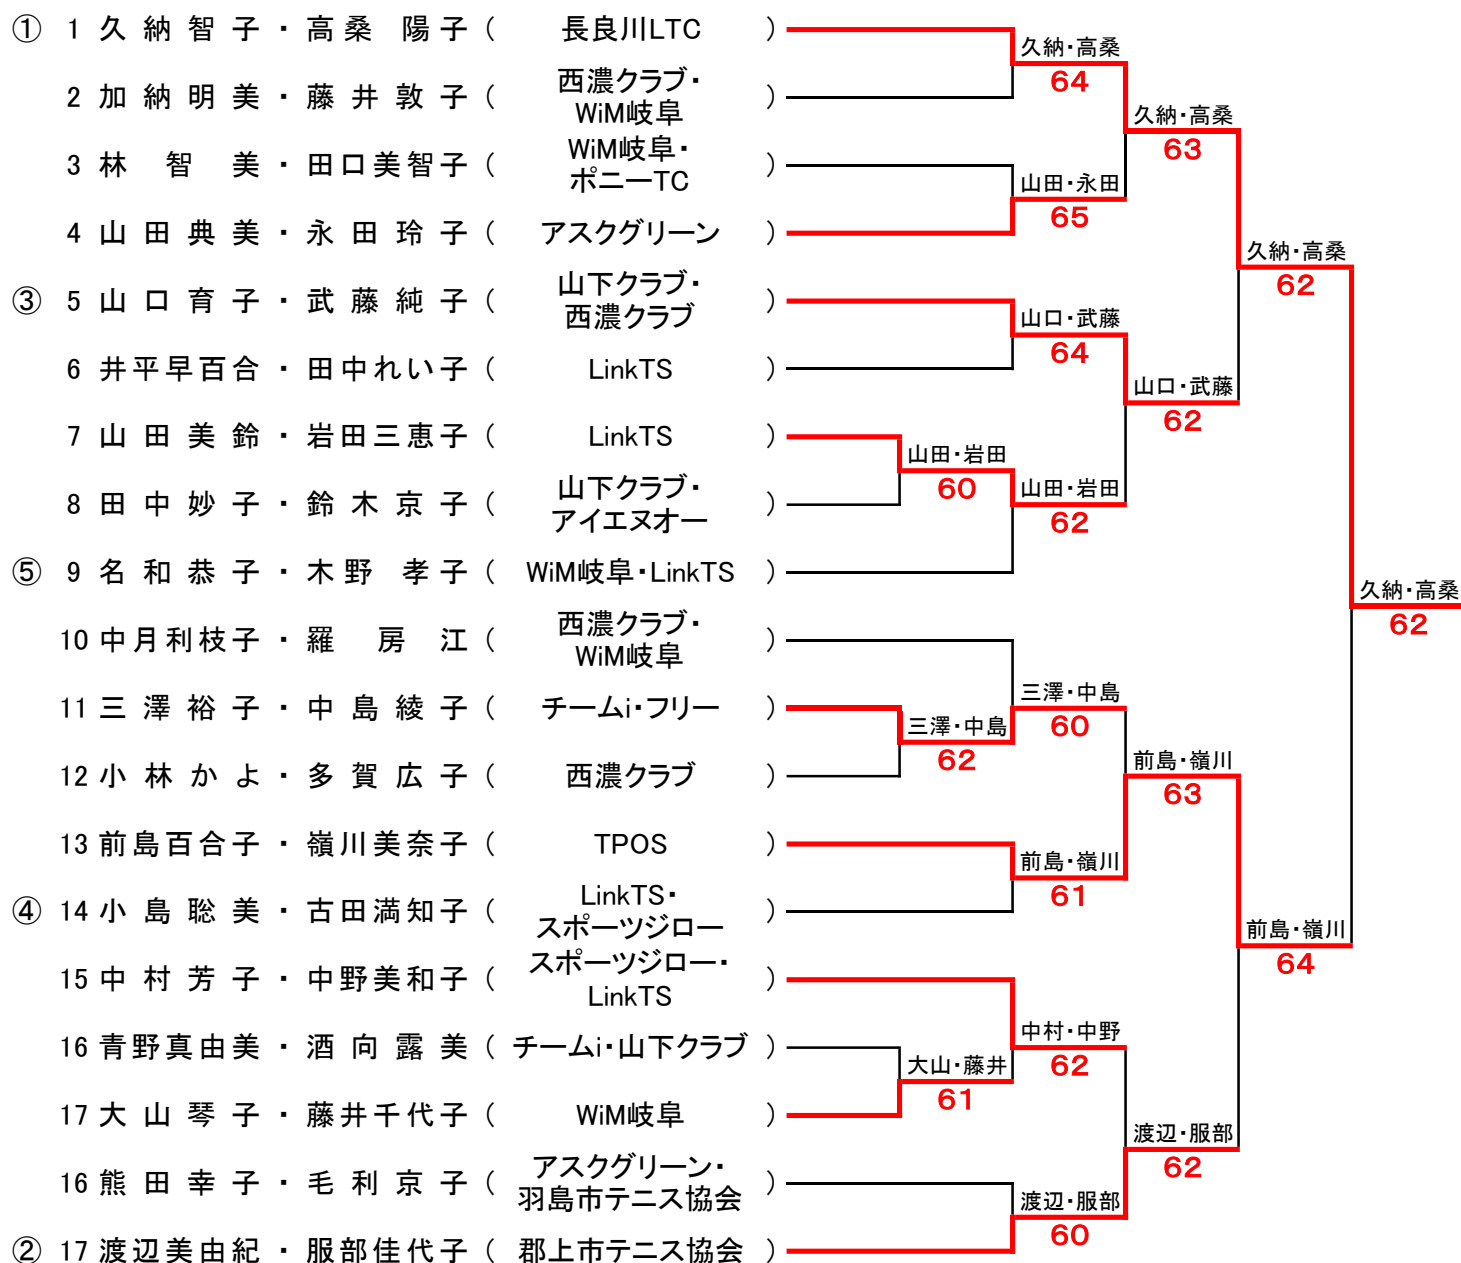 ① 1 久納智子・高桑陽子( 長良川LTC )
2 加納明美・藤井敦子( 西濃クラブ・WiM岐阜 )
3 林智美・田口美智子( WiM岐阜・ポニーTC )
4 山田典美・永田玲子( アスクグリーン )
③ 5 山口育子・武藤純子( 山下クラブ・西濃クラブ )
6 井平早百合・田中れい子( LinkTS )
7 山田美鈴・岩田三恵子( LinkTS )
8 田中妙子・鈴木京子( 山下クラブ・アイエヌオー )
⑤ 9 名和恭子・木野孝子( WiM岐阜・LinkTS )
10 中月利枝子・羅房江( 西濃クラブ・WiM岐阜 )
11 三澤裕子・中島綾子( チームi・フリー )
12 小林かよ・多賀広子( 西濃クラブ )
13 前島百合子・嶺川美奈子( TPOS )
④ 14 小島聡美・古田満知子( LinkTS・スポーツジロー )
15 中村芳子・中野美和子( スポーツジロー・LinkTS )
16 青野真由美・酒向露美( チームi・山下クラブ )
17 大山琴子・藤井千代子( WiM岐阜 )
16 熊田幸子・毛利京子( アスクグリーン・羽島市テニス協会 )
② 17 渡辺美由紀・服部佳代子( 郡上市テニス協会 )
山田・岩田
60
三澤・中島
62
大山・藤井
61
久納・高桑
64
山田・永田
65
山口・武藤
64
山田・岩田
62
三澤・中島
60
前島・嶺川
61
中村・中野
62
渡辺・服部
60
久納・高桑
63
山口・武藤
62
前島・嶺川
63
渡辺・服部
62
久納・高桑
62
前島・嶺川
64
久納・高桑
62